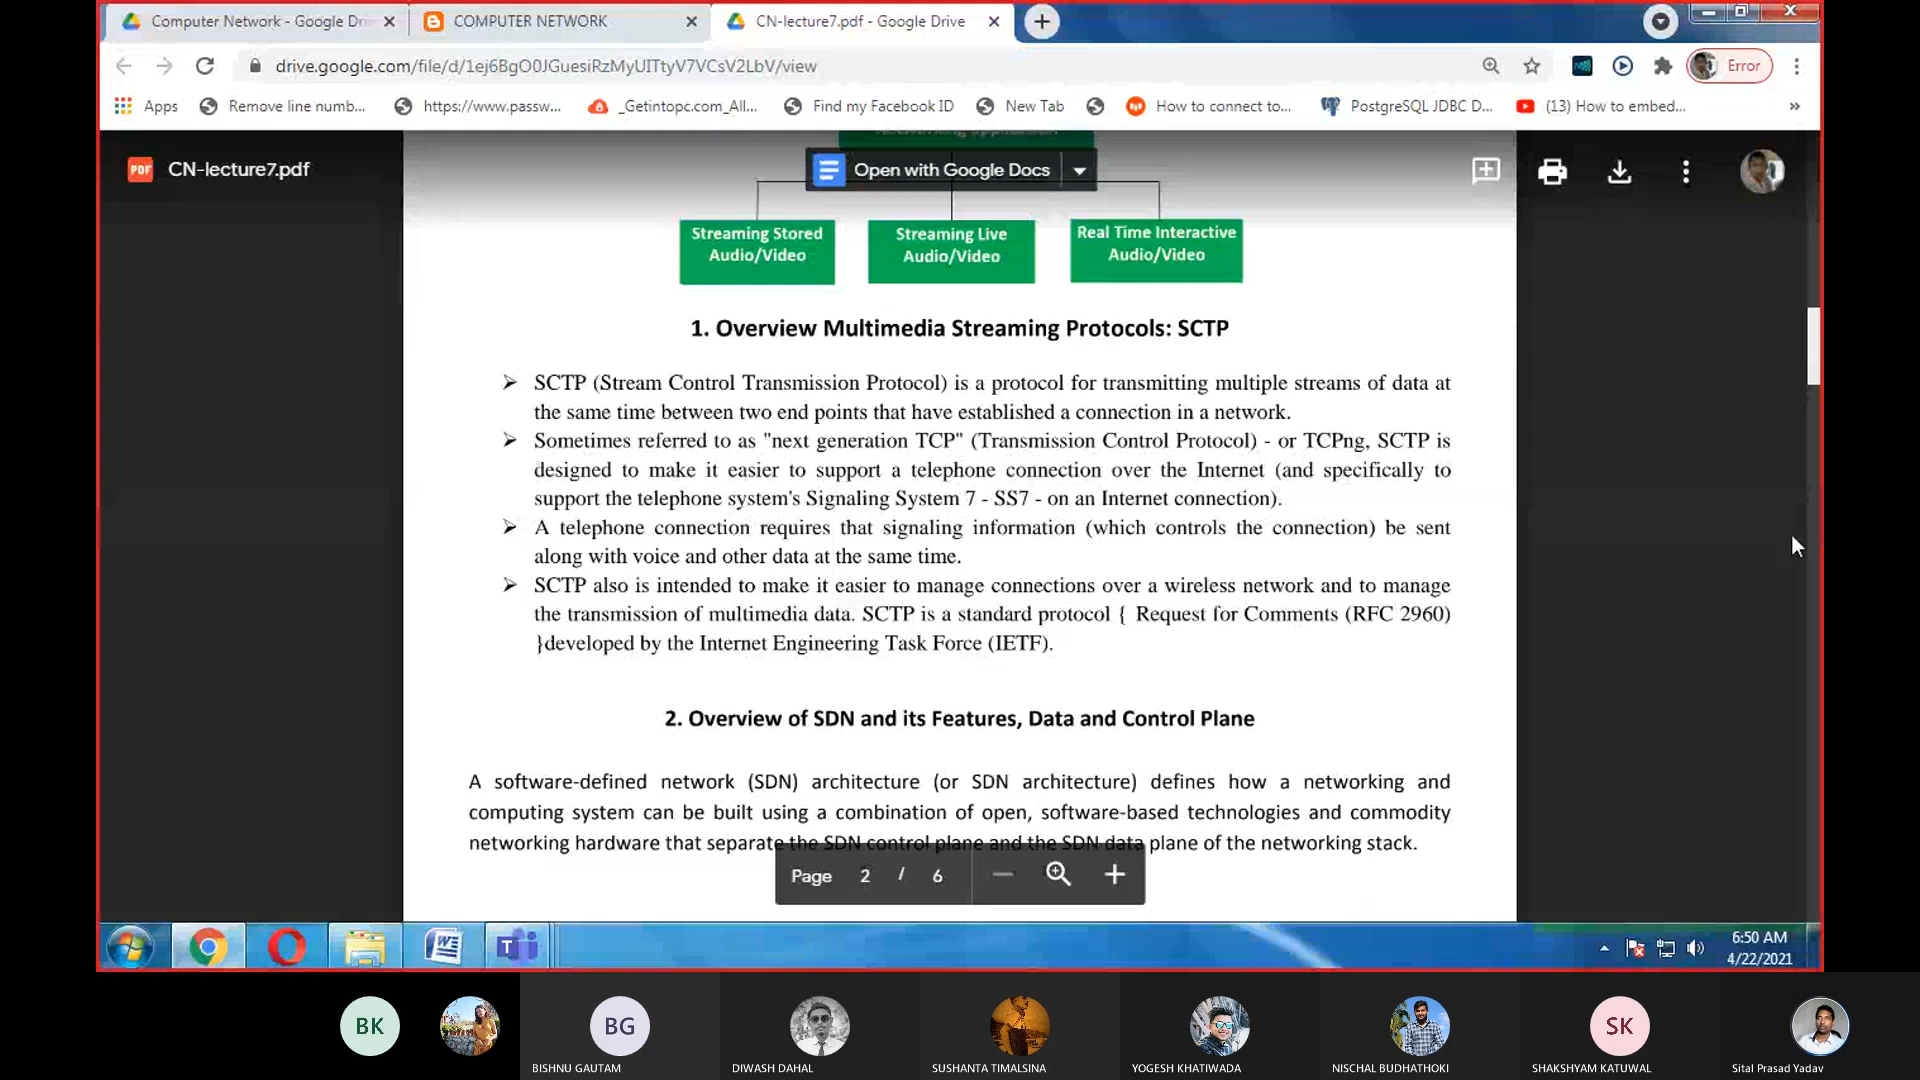 Computer Network - Google Dri
COMPUTER NETWORK
CN-lecture7.pdf - Google Drive
drive.google.com/file/d/1ej6BgO0JGuesiRzMyUITtyV7VCsV2LbV/view
Error
Apps
Remove line numb...
https://www.passw...
_Getintopc.com_All...
Find my Facebook ID
New Tab
How to connect to...
PostgreSQL JDBC D...
(13) How to embed...
»
PDF
CN-lecture7.pdf
Networking application
Open with Google Docs
Streaming Stored
Audio/Video
Streaming Live
Audio/Video
Real Time Interactive
Audio/Video
1. Overview Multimedia Streaming Protocols: SCTP
➢ SCTP (Stream Control Transmission Protocol) is a protocol for transmitting multiple streams of data at
the same time between two end points that have established a connection in a network.
➢ Sometimes referred to as "next generation TCP" (Transmission Control Protocol) - or TCPng, SCTP is
designed to make it easier to support a telephone connection over the Internet (and specifically to
support the telephone system's Signaling System 7 - SS7 - on an Internet connection).
➢ A telephone connection requires that signaling information (which controls the connection) be sent
along with voice and other data at the same time.
➢ SCTP also is intended to make it easier to manage connections over a wireless network and to manage
the transmission of multimedia data. SCTP is a standard protocol { Request for Comments (RFC 2960)
}developed by the Internet Engineering Task Force (IETF).
2. Overview of SDN and its Features, Data and Control Plane
A software-defined network (SDN) architecture (or SDN architecture) defines how a networking and
computing system can be built using a combination of open, software-based technologies and commodity
networking hardware that separate the SDN control plane and the SDN data plane of the networking stack.
Page 2 / 6
6:50 AM
4/22/2021
BK
BG
SK
BISHNU GAUTAM
DIWASH DAHAL
SUSHANTA TIMALSINA
YOGESH KHATIWADA
NISCHAL BUDHATHOKI
SHAKSHYAM KATUWAL
Sital Prasad Yadav